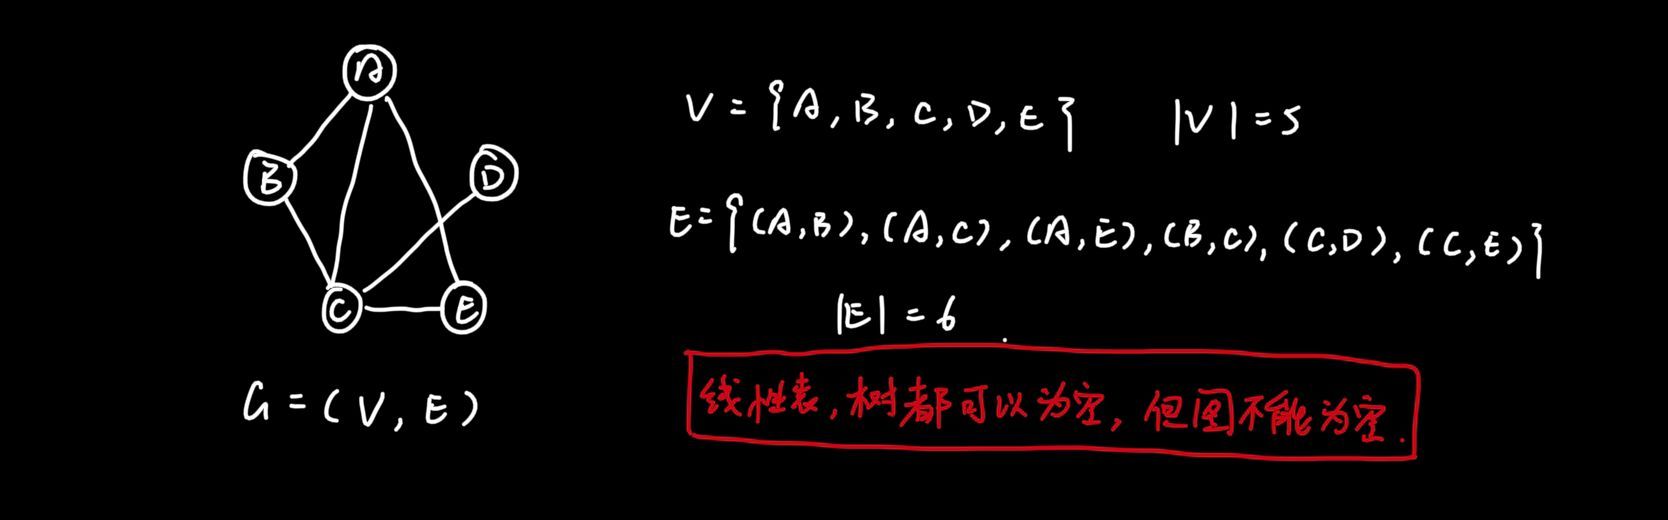 A
B
D
C
E
G=(V,E)
V={A,B,C,D,E} |V|=5
E={(A,B),(A,C),(A,E),(B,C),(C,D),(C,E)}
|E|=6
线性表,树都可以为空,但图不能为空.